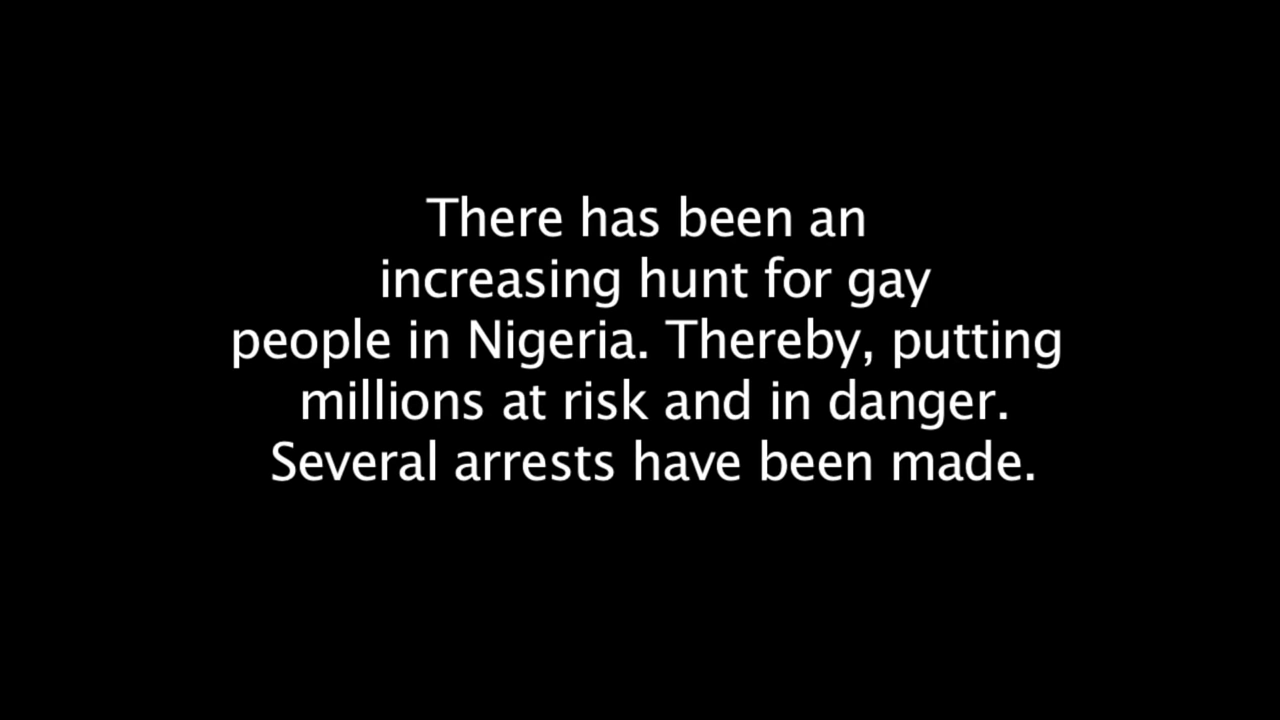 There has been an
increasing hunt for gay
people in Nigeria. Thereby, putting
millions at risk and in danger.
Several arrests have been made.